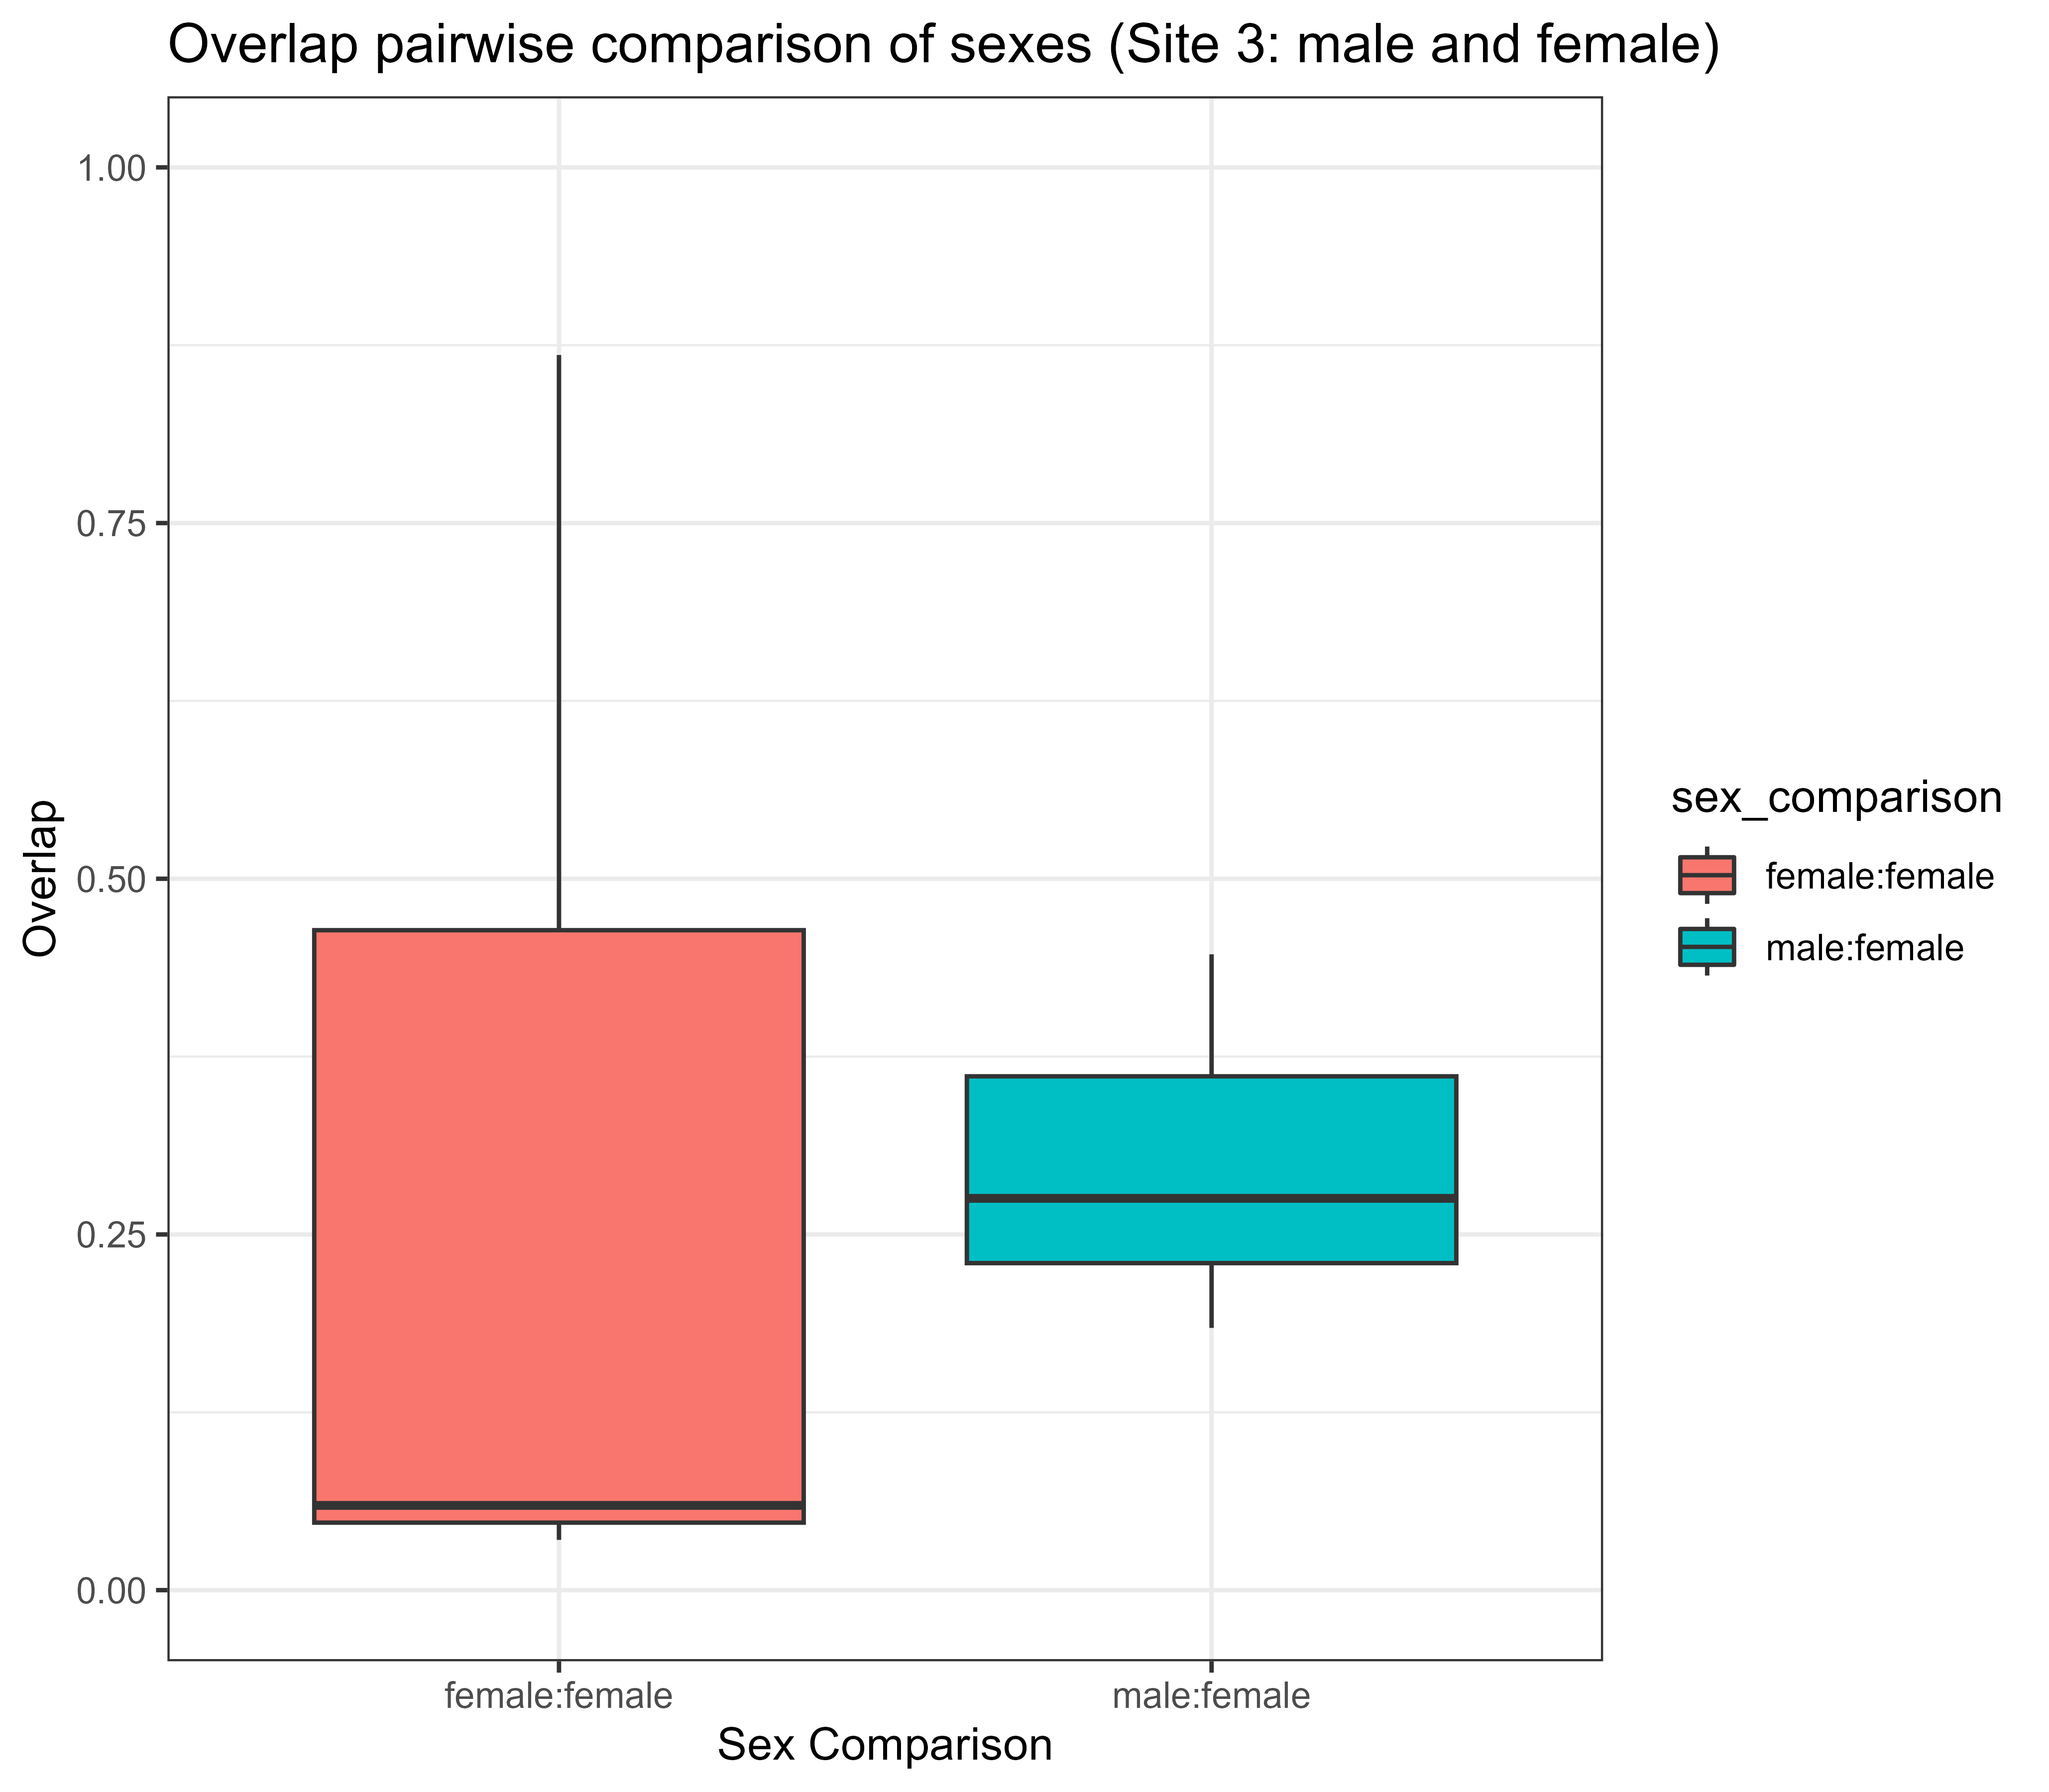 Overlap pairwise comparison of sexes (Site 3: male and female)
1.00
0.75
0.50
0.25
0.00
Overlap
female:female
male:female
Sex Comparison
sex_comparison
female:female
male:female